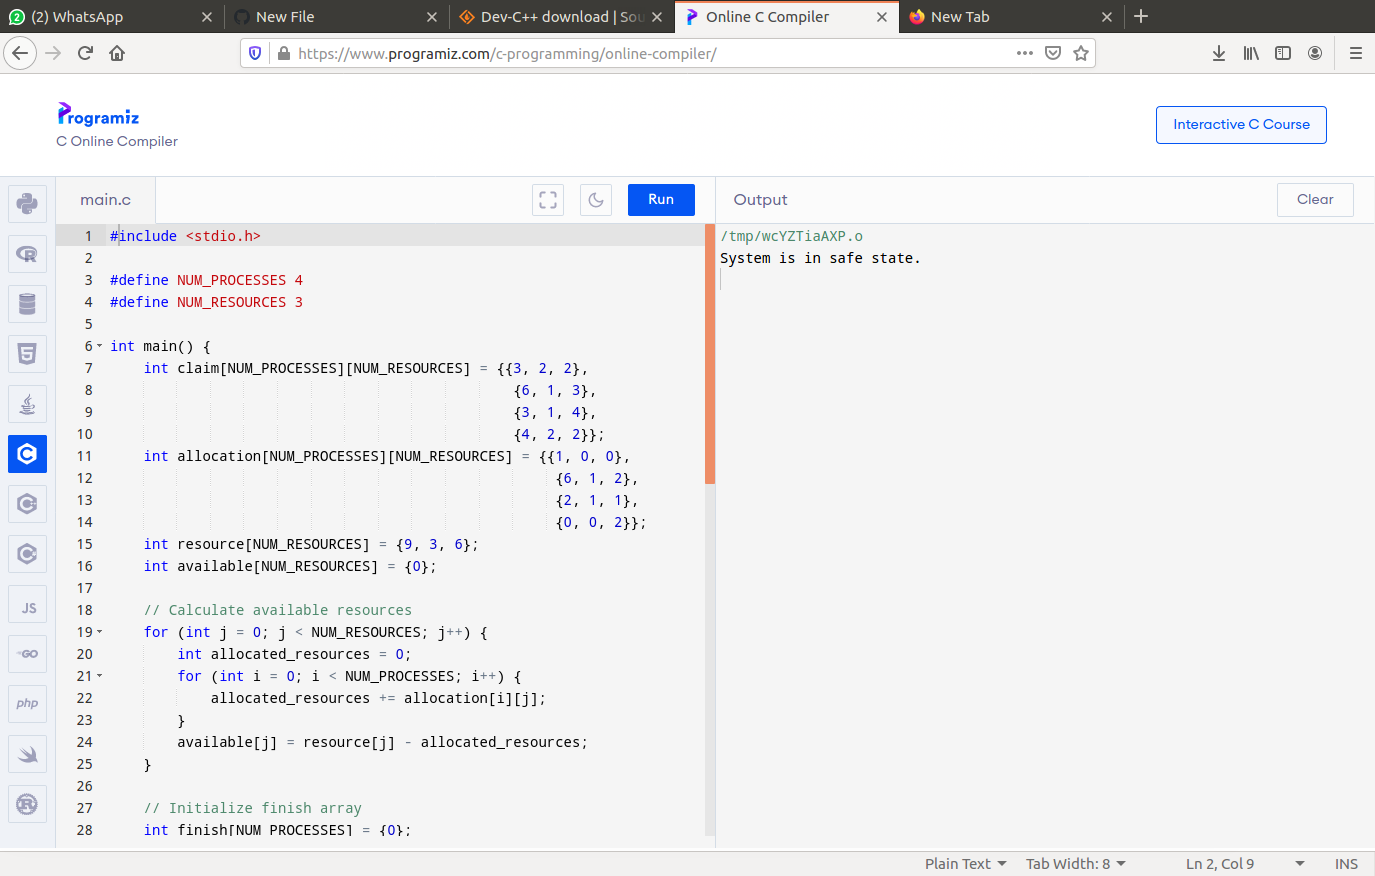 (2) WhatsApp
New File
Dev-C++ download | Sou
Online C Compiler
New Tab
https://www.programiz.com/c-programming/online-compiler/
Programiz
C Online Compiler
Interactive C Course
main.c
Run
Output
Clear
1 #include <stdio.h>
2
3 #define NUM_PROCESSES 4
4 #define NUM_RESOURCES 3
5
6 int main() {
7 int claim[NUM_PROCESSES][NUM_RESOURCES] = {{3, 2, 2},
8 {6, 1, 3},
9 {3, 1, 4},
10 {4, 2, 2}};
11 int allocation[NUM_PROCESSES][NUM_RESOURCES] = {{1, 0, 0},
12 {6, 1, 2},
13 {2, 1, 1},
14 {0, 0, 2}};
15 int resource[NUM_RESOURCES] = {9, 3, 6};
16 int available[NUM_RESOURCES] = {0};
17
18 // Calculate available resources
19 for (int j = 0; j < NUM_RESOURCES; j++) {
20 int allocated_resources = 0;
21 for (int i = 0; i < NUM_PROCESSES; i++) {
22 allocated_resources += allocation[i][j];
23 }
24 available[j] = resource[j] - allocated_resources;
25 }
26
27 // Initialize finish array
28 int finish[NUM_PROCESSES] = {0};
/tmp/wcYZTiaAXP.o
System is in safe state.
JS
GO
php
Plain Text
Tab Width: 8
Ln 2, Col 9
INS